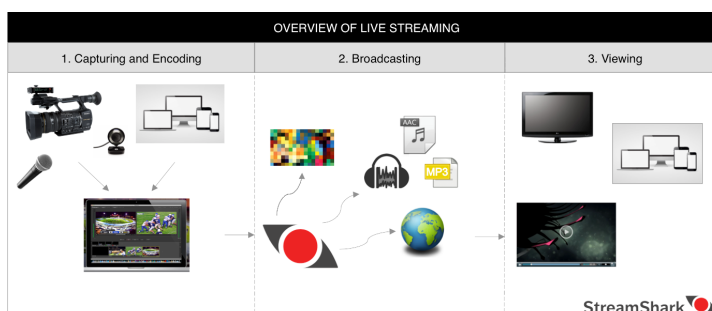 OVERVIEW OF LIVE STREAMING
1. Capturing and Encoding
2. Broadcasting
3. Viewing
AAC
MP3
StreamShark